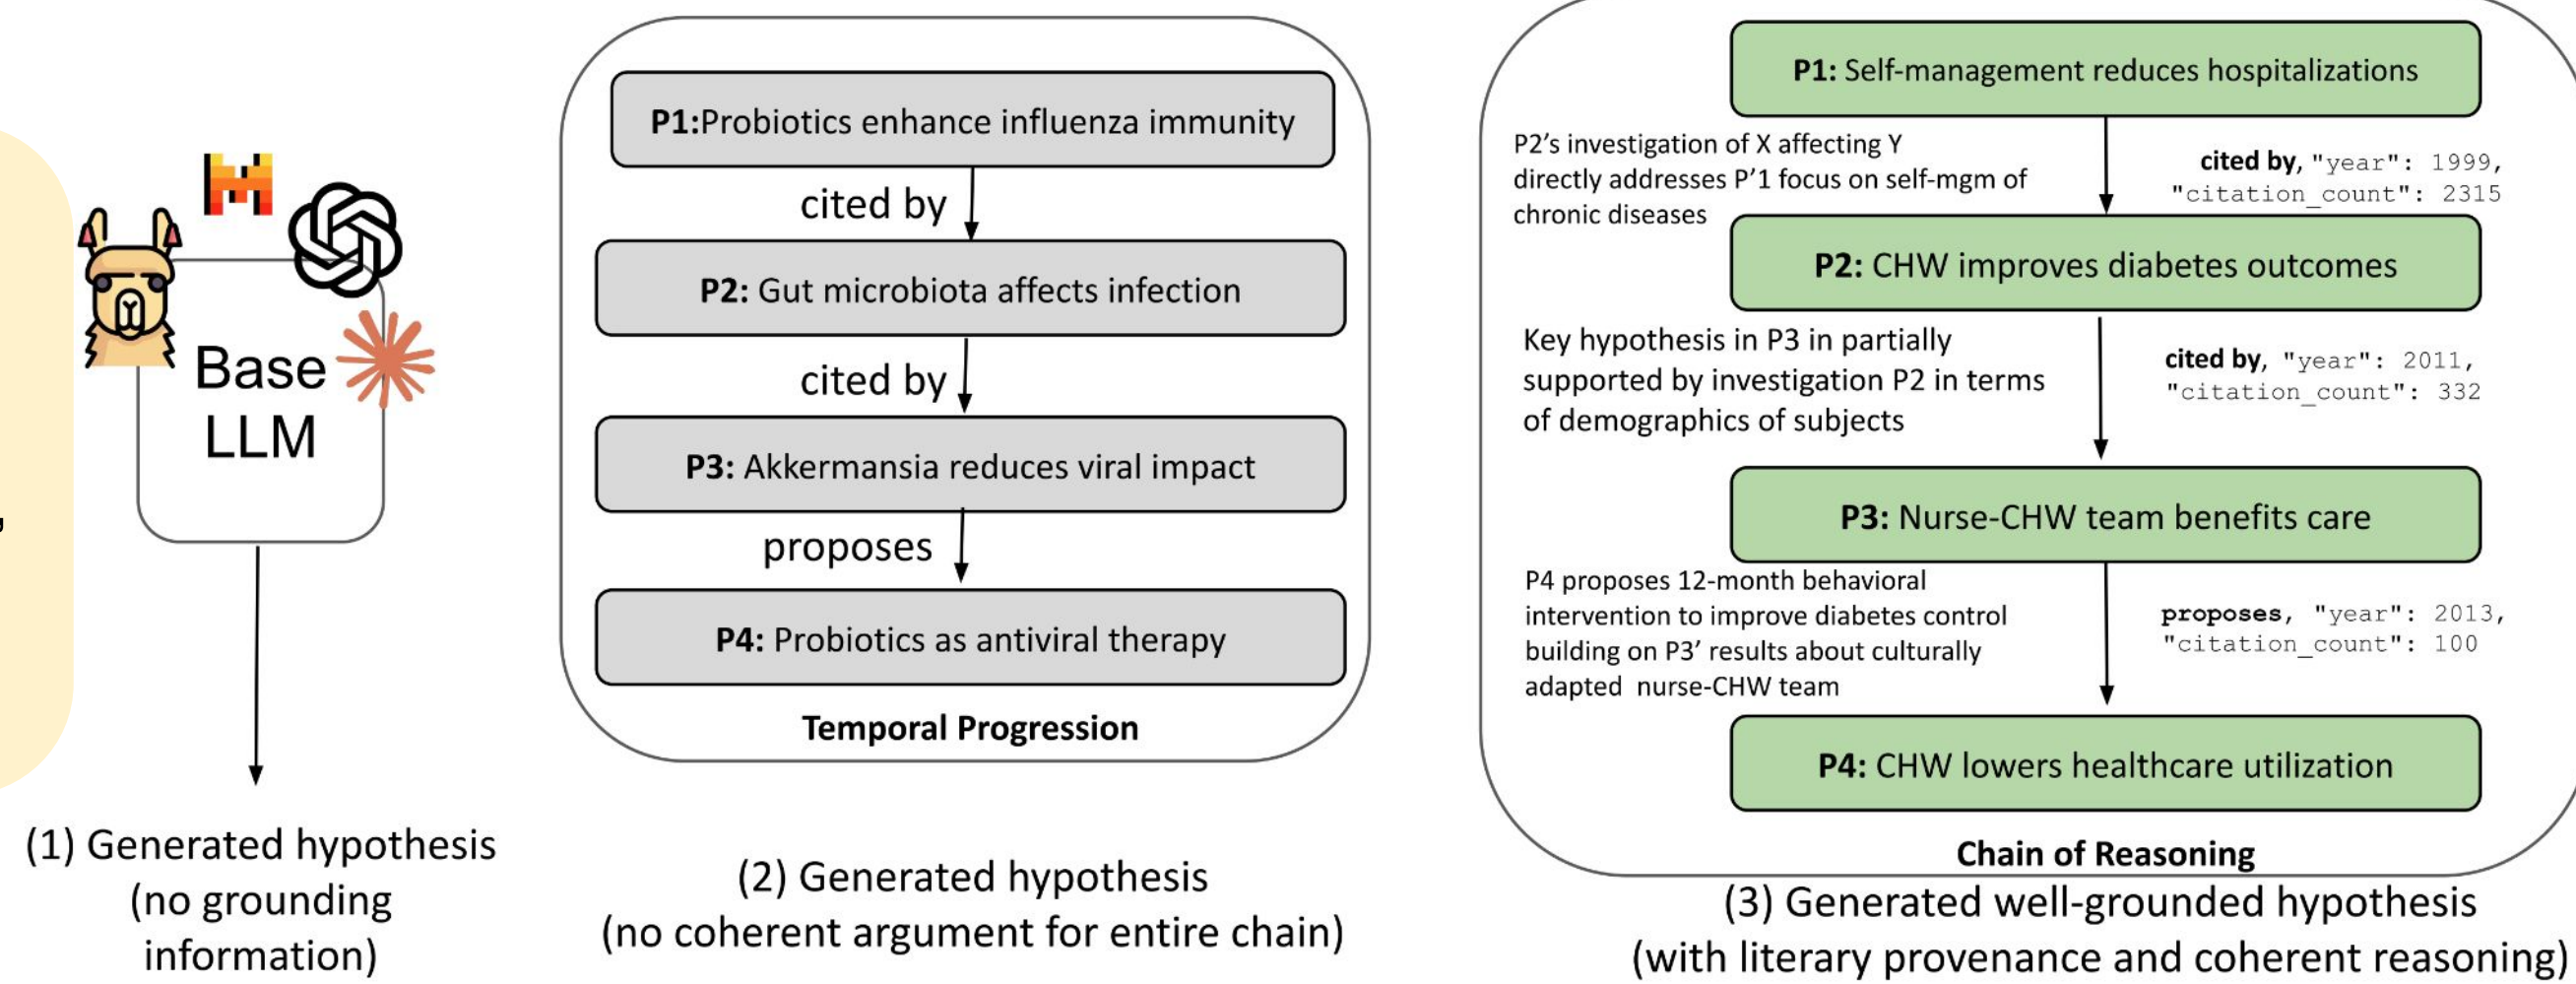 ,
Base
LLM
(1) Generated hypothesis
(no grounding
information)
P1:Probiotics enhance influenza immunity
cited by
P2: Gut microbiota affects infection
cited by
P3: Akkermansia reduces viral impact
proposes
P4: Probiotics as antiviral therapy
Temporal Progression
(2) Generated hypothesis
(no coherent argument for entire chain)
P1: Self-management reduces hospitalizations
P2’s investigation of X affecting Y
directly addresses P’1 focus on self-mgm of
chronic diseases
cited by, "year": 1999,
"citation_count": 2315
P2: CHW improves diabetes outcomes
Key hypothesis in P3 in partially
supported by investigation P2 in terms
of demographics of subjects
cited by, "year": 2011,
"citation_count": 332
P3: Nurse-CHW team benefits care
P4 proposes 12-month behavioral
intervention to improve diabetes control
building on P3’ results about culturally
adapted nurse-CHW team
proposes, "year": 2013,
"citation_count": 100
P4: CHW lowers healthcare utilization
Chain of Reasoning
(3) Generated well-grounded hypothesis
(with literary provenance and coherent reasoning)